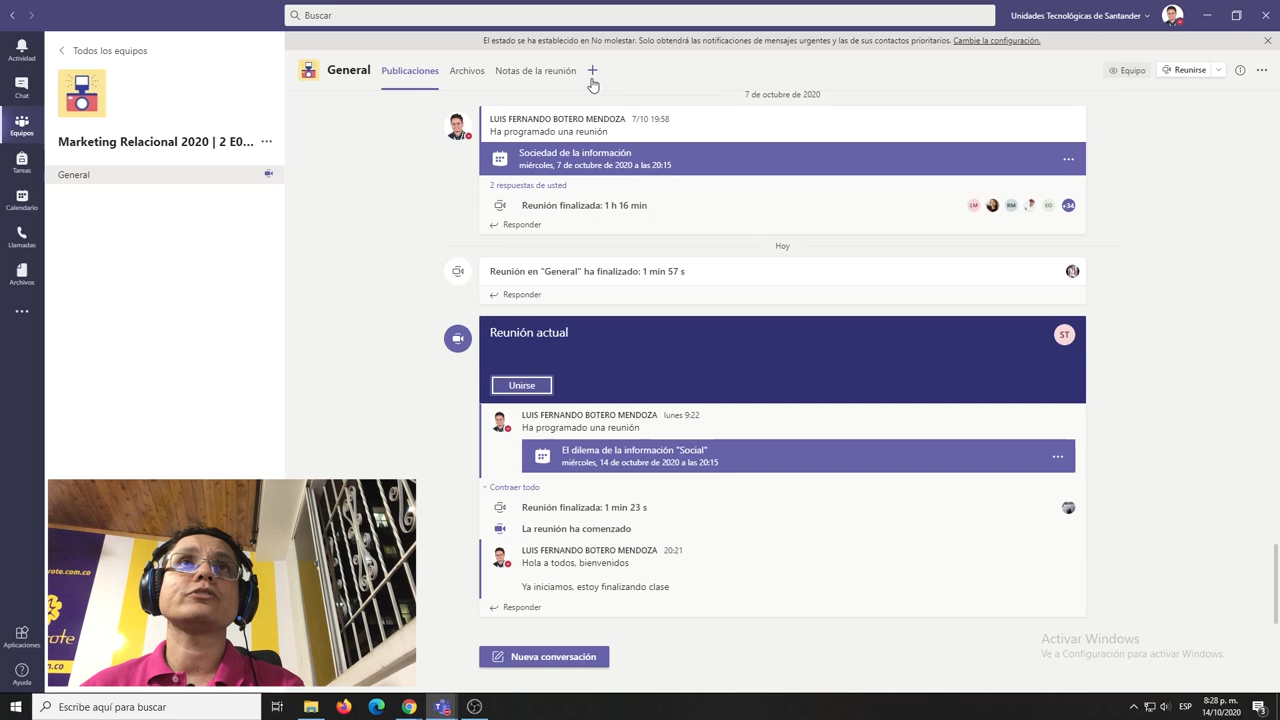 Buscar
Unidades Tecnológicas de Santander
El estado se ha establecido en No molestar. Solo obtendrá las notificaciones de mensajes urgentes y las de sus contactos prioritarios. Cambie la configuración.
Actividad
Chat
Equipos
Tareas
Calendario
Llamadas
Archivos
Aplicaciones
Ayuda
Todos los equipos
Marketing Relacional 2020 | 2 E0...
General
General
Publicaciones
Archivos
Notas de la reunión
Equipo
Reunirse
7 de octubre de 2020
LUIS FERNANDO BOTERO MENDOZA 7/10 19:58
Ha programado una reunión
Sociedad de la información
miércoles, 7 de octubre de 2020 a las 20:15
2 respuestas de usted
Reunión finalizada: 1 h 16 min
LM
RM
EO
+34
Responder
Hoy
Reunión en "General" ha finalizado: 1 min 57 s
Responder
Reunión actual
ST
Unirse
LUIS FERNANDO BOTERO MENDOZA lunes 9:22
Ha programado una reunión
El dilema de la información "Social"
miércoles, 14 de octubre de 2020 a las 20:15
Contraer todo
Reunión finalizada: 1 min 23 s
La reunión ha comenzado
LUIS FERNANDO BOTERO MENDOZA 20:21
Hola a todos, bienvenidos
Ya iniciamos, estoy finalizando clase
Responder
Nueva conversación
Activar Windows
Ve a Configuración para activar Windows.
Escribe aquí para buscar
ESP
8:28 p. m.
14/10/2020